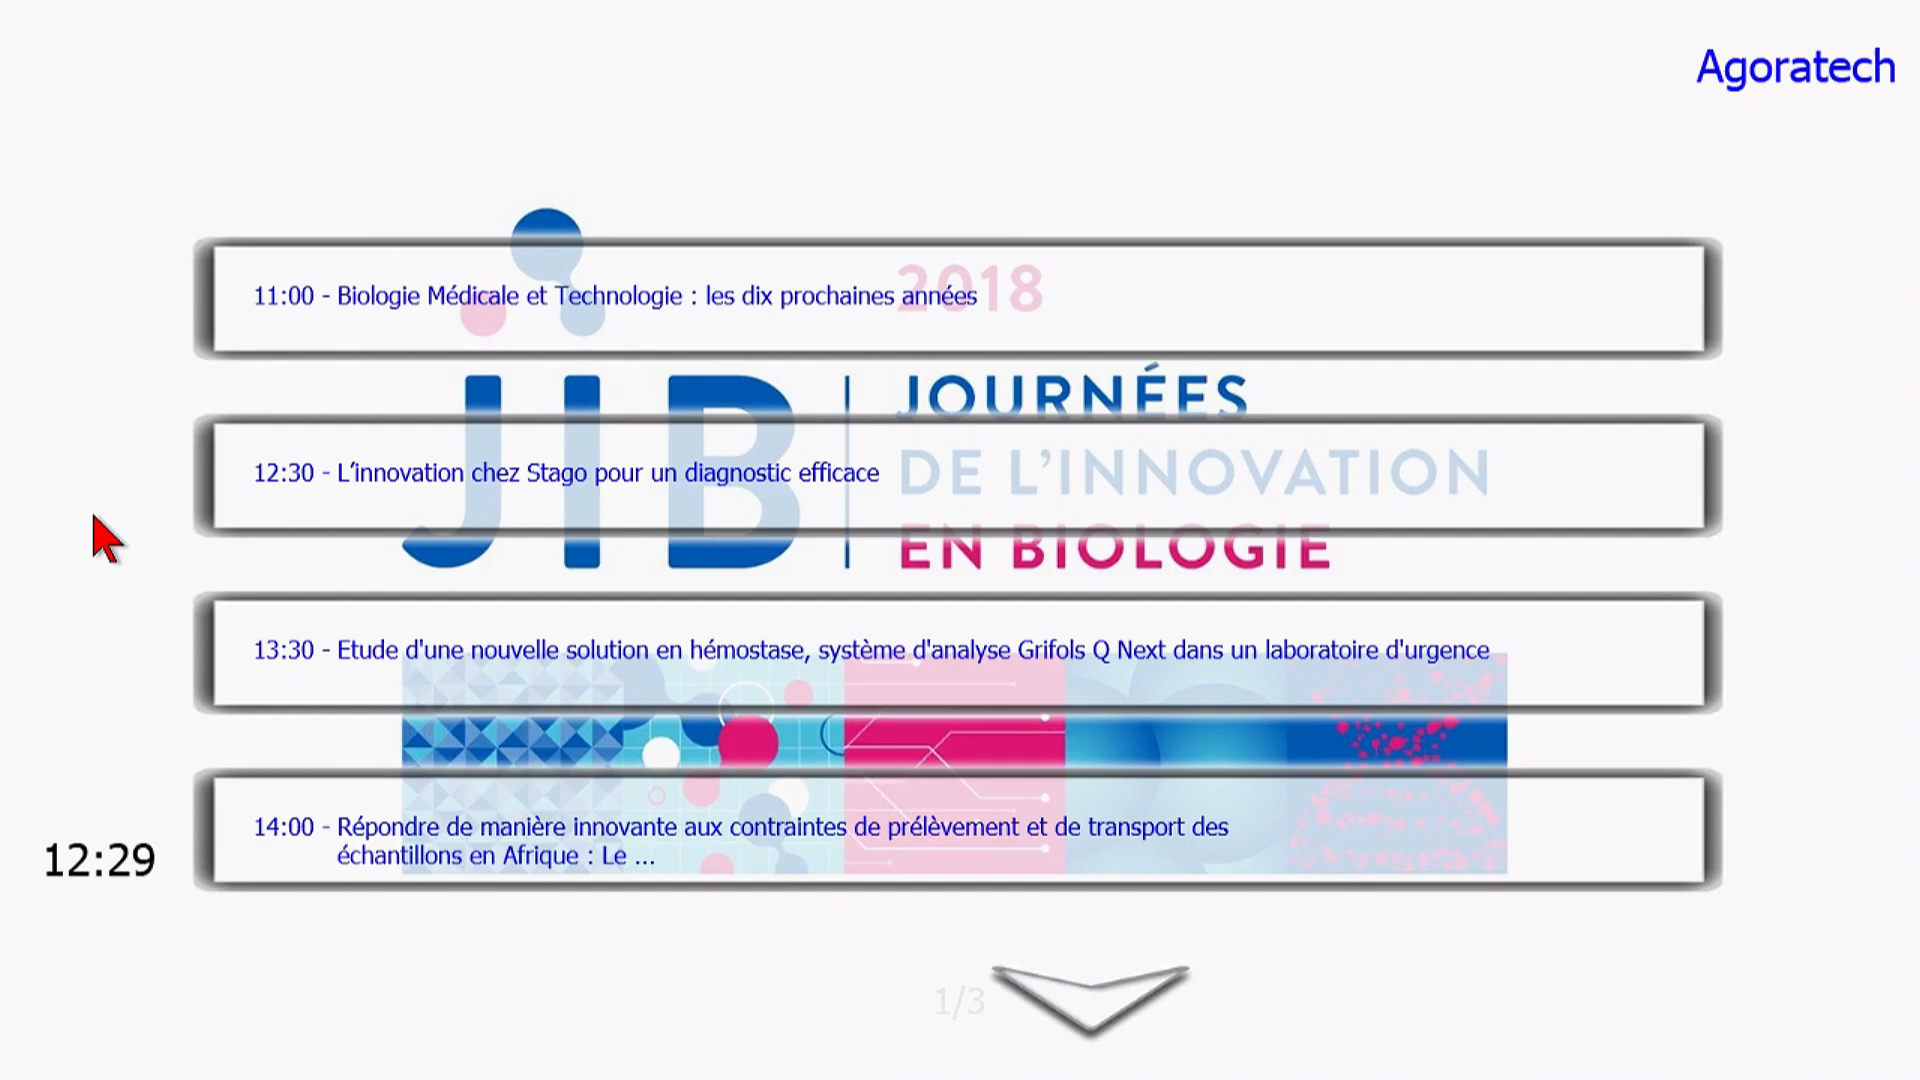 Agoratech
2018
11:00 - Biologie Médicale et Technologie : les dix prochaines années
JIB
JOURNÉES
DE L'INNOVATION
EN BIOLOGIE
12:30 - L'innovation chez Stago pour un diagnostic efficace
13:30 - Etude d'une nouvelle solution en hémostase, système d'analyse Grifols Q Next dans un laboratoire d'urgence
14:00 - Répondre de manière innovante aux contraintes de prélèvement et de transport des
échantillons en Afrique : Le ...
12:29
1/3